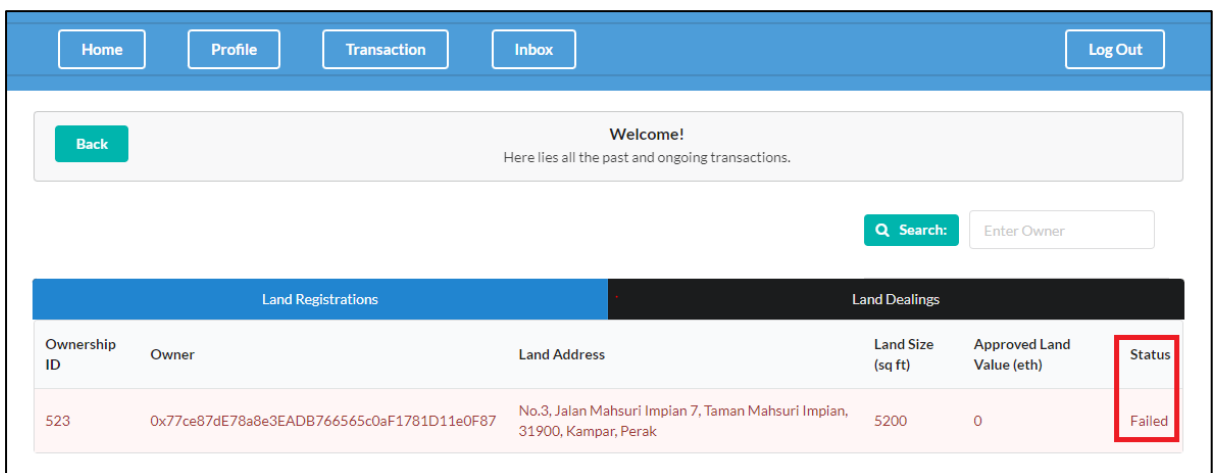 Home Profile Transaction Inbox Log Out
Back
Welcome!
Here lies all the past and ongoing transactions.
Search: Enter Owner
Land Registrations Land Dealings
Ownership ID Owner Land Address Land Size (sq ft) Approved Land Value (eth) Status
523 0x77ce87dE78a8e3EADB766565c0aF1781D11e0F87 No.3, Jalan Mahsuri Impian 7, Taman Mahsuri Impian, 31900, Kampar, Perak 5200 0 Failed